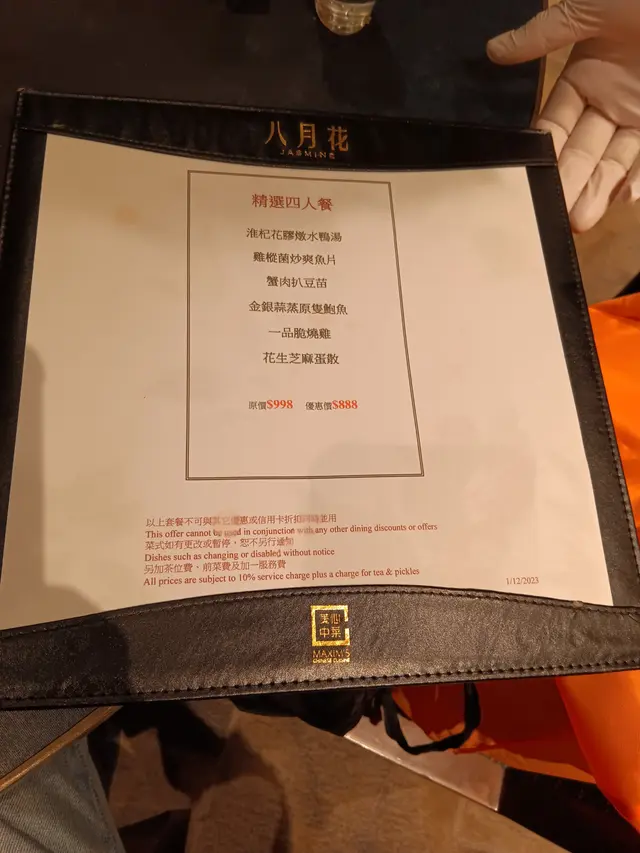 八月花
JASMINE
精選四人餐
淮杞花膠燉水鴨湯
雞樅菌炒爽魚片
蟹肉扒豆苗
金銀蒜蒸原隻鮑魚
一品脆燒雞
花生芝麻蛋散
原價$998 優惠價$888
以上套餐不可與其它優惠或信用卡折扣同時並用
This offer cannot be used in conjunction with any other dining discounts or offers
菜式如有更改或暫停，恕不另行通知
Dishes such as changing or disabled without notice
另加茶位費，前菜費及加一服務費
All prices are subject to 10% service charge plus a charge for tea & pickles
1/12/2023
美心
中菜
MAXIM'S
CHINESE CUISINE